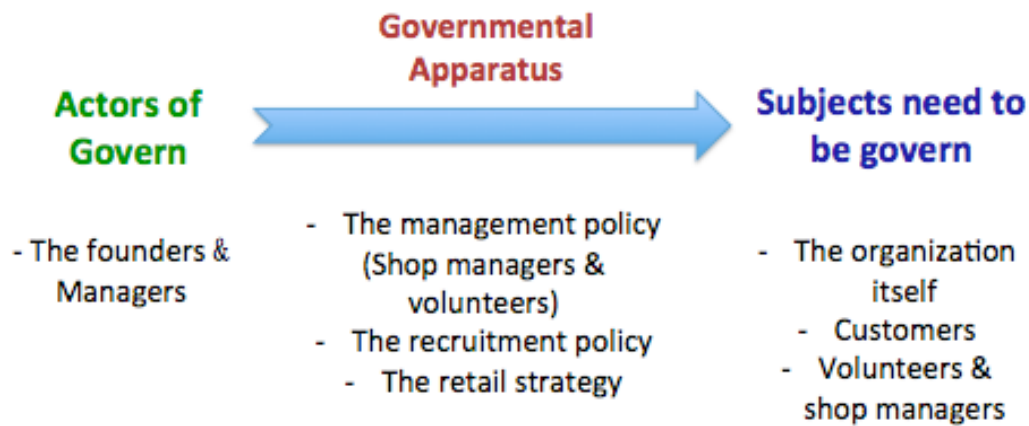 Governmental
Apparatus
Actors of
Govern
Subjects need to
be govern
- The founders &
Managers
- The management policy
(Shop managers &
volunteers)
- The recruitment policy
- The retail strategy
- The organization
itself
- Customers
- Volunteers &
shop managers